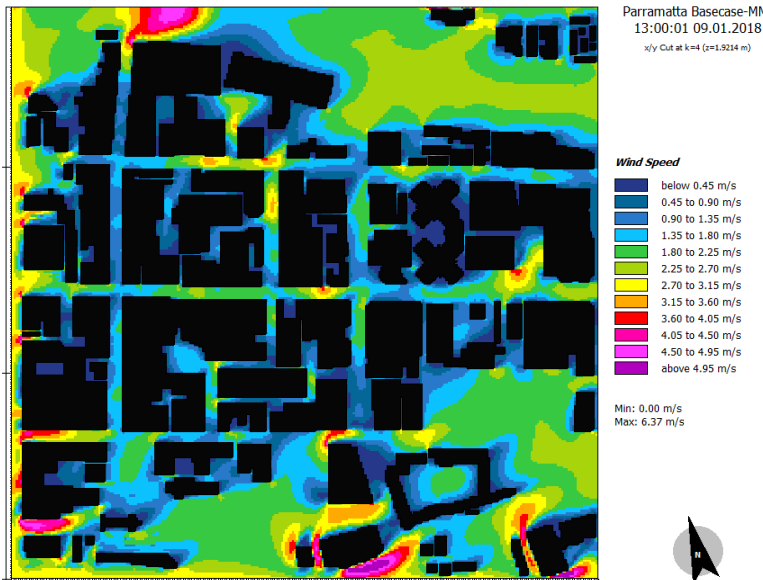 Parramatta Basecase-MM
13:00:01 09.01.2018
x/y Cut at k=4 (z=1.9214 m)
Wind Speed
below 0.45 m/s
0.45 to 0.90 m/s
0.90 to 1.35 m/s
1.35 to 1.80 m/s
1.80 to 2.25 m/s
2.25 to 2.70 m/s
2.70 to 3.15 m/s
3.15 to 3.60 m/s
3.60 to 4.05 m/s
4.05 to 4.50 m/s
4.50 to 4.95 m/s
above 4.95 m/s
Min: 0.00 m/s
Max: 6.37 m/s
N